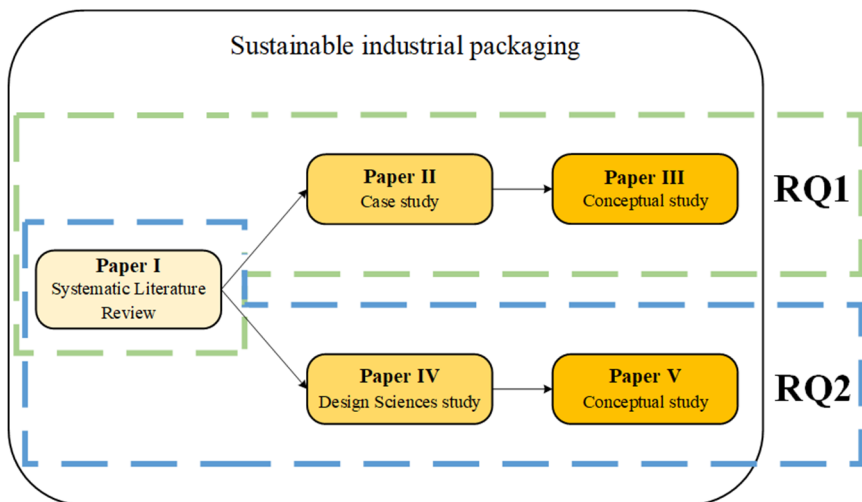 Sustainable industrial packaging
Paper II
Case study
Paper III
Conceptual study
RQ1
Paper I
Systematic Literature
Review
Paper IV
Design Sciences study
Paper V
Conceptual study
RQ2